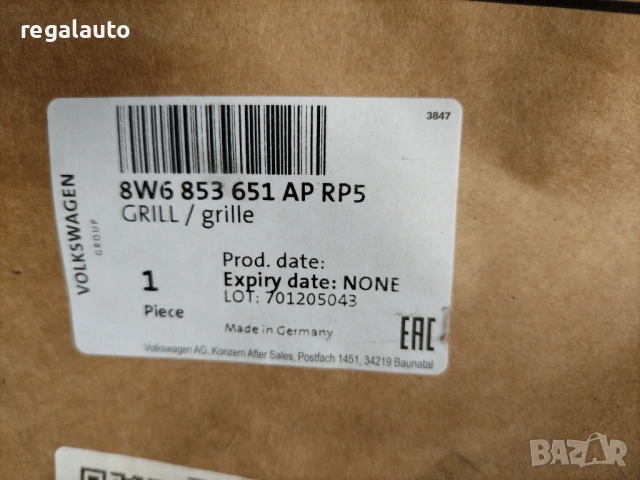 regalauto
3847
VOLKSWAGEN
GROUP
8W6 853 651 AP RP5
GRILL / grille
1
Piece
Prod. date:
Expiry date: NONE
LOT: 701205043
Made in Germany
EAC
Volkswagen AG, Konzern After Sales, Postfach 1451, 34219 Baunatal
BAZAR